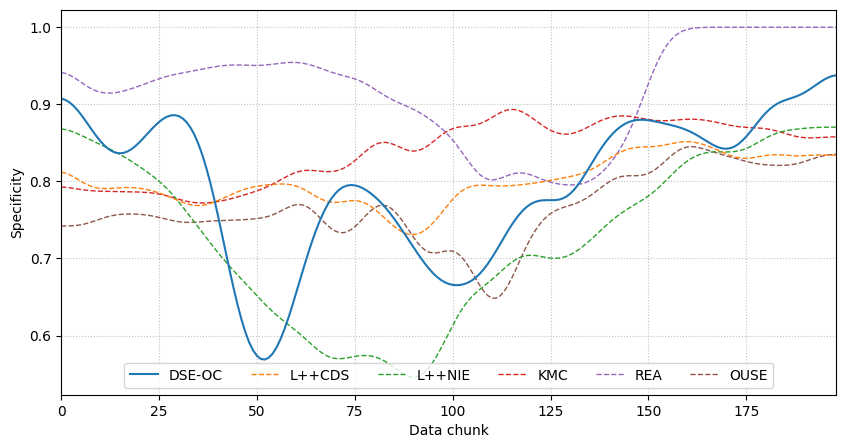 1.0
0.9
0.8
0.7
0.6
Specificity
DSE-OC L++CDS L++NIE KMC REA OUSE
0 25 50 75 100 125 150 175
Data chunk